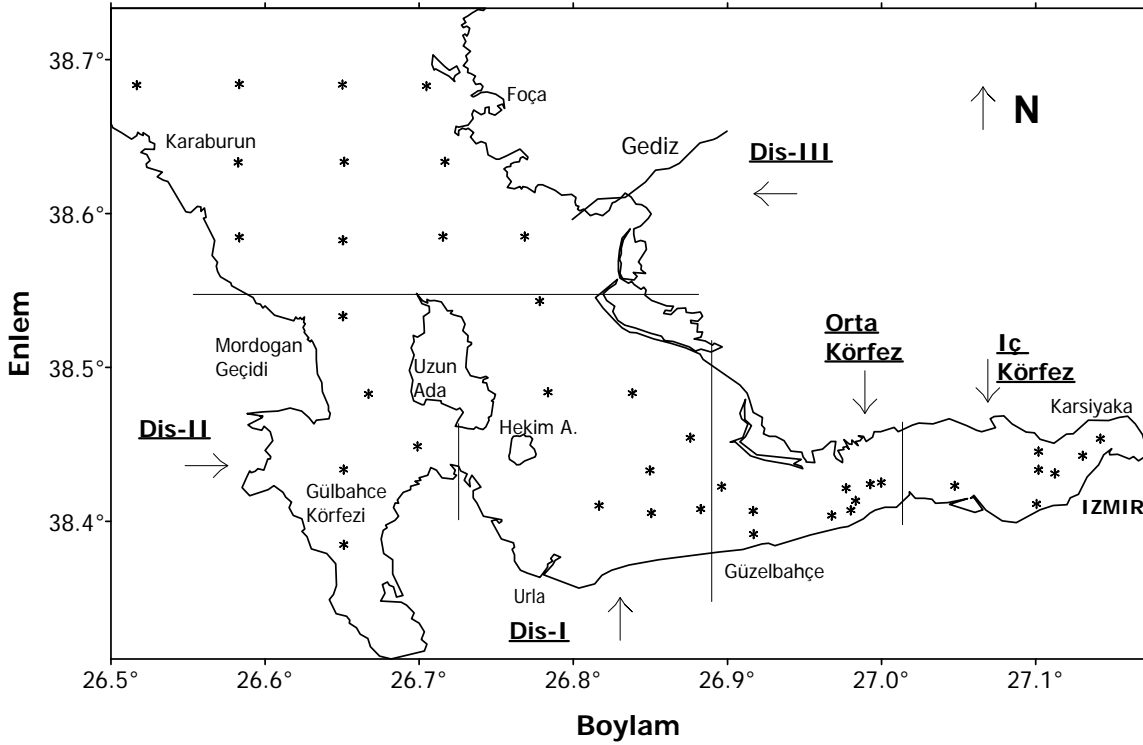 38.7°
Foça
N
Karaburun
Gediz
Dis-III
38.6°
Enlem
Mordogan
Geçidi
Orta
Körfez
Iç
Körfez
38.5°
Uzun
Ada
Karsiyaka
Dis-II
Hekim A.
Gülbahce
Körfezi
38.4°
IZMIR
Güzelbahçe
Urla
Dis-I
26.5°
26.6°
26.7°
26.8°
26.9°
27.0°
27.1°
Boylam